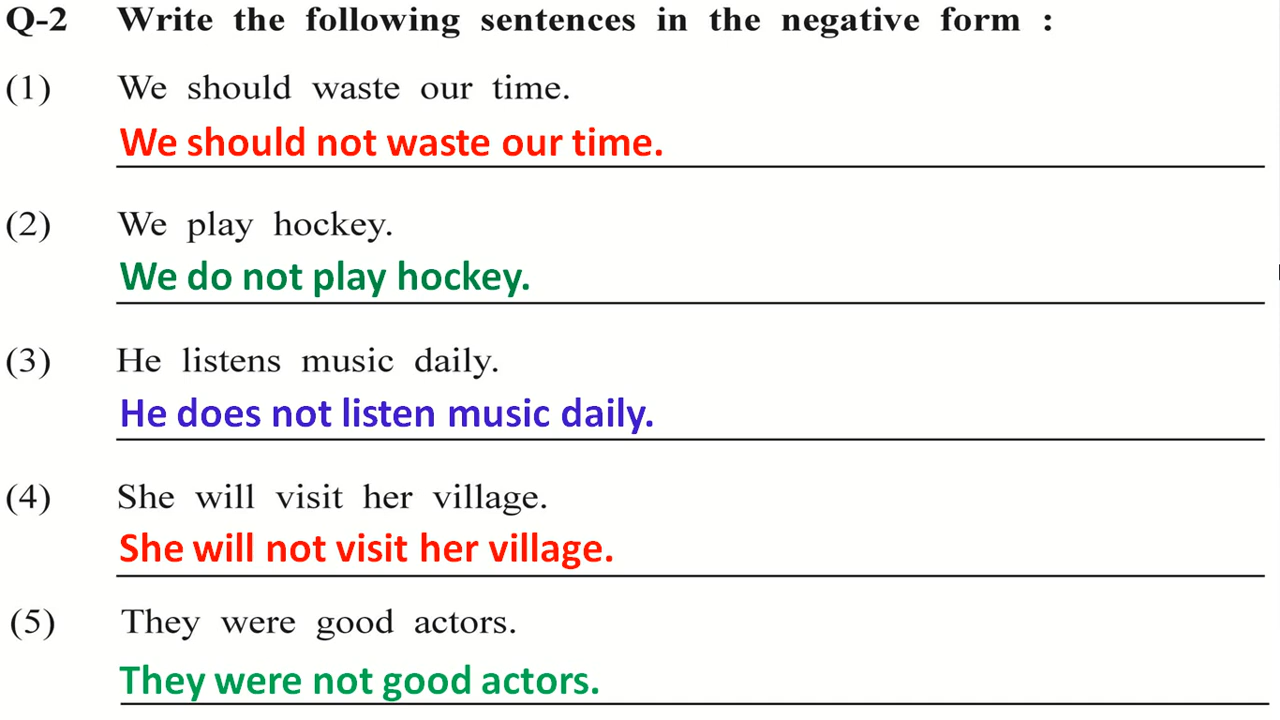 Q-2 Write the following sentences in the negative form :
(1) We should waste our time.
We should not waste our time.
(2) We play hockey.
We do not play hockey.
(3) He listens music daily.
He does not listen music daily.
(4) She will visit her village.
She will not visit her village.
(5) They were good actors.
They were not good actors.